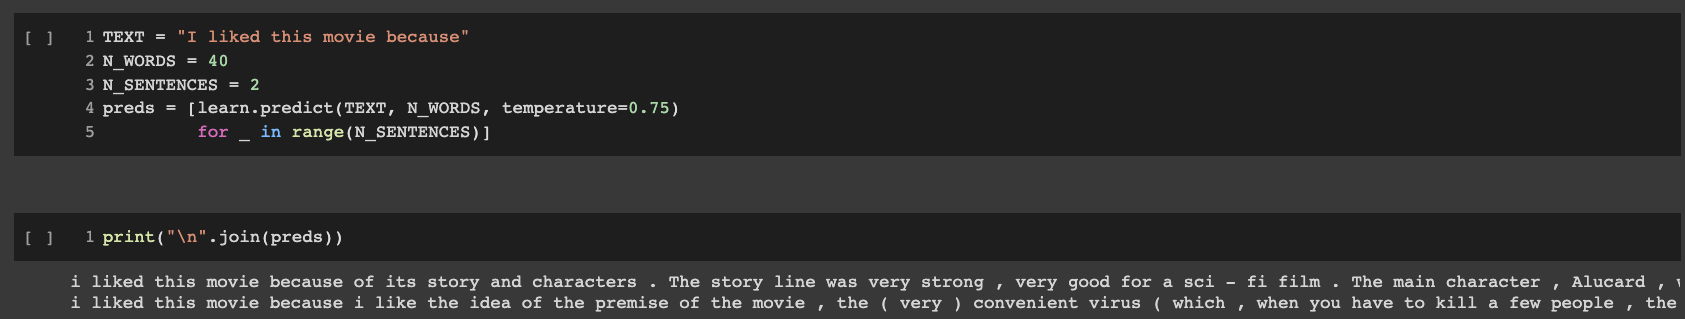 [ ] 1 TEXT = "I liked this movie because"
2 N_WORDS = 40
3 N_SENTENCES = 2
4 preds = [learn.predict(TEXT, N_WORDS, temperature=0.75)
5 for _ in range(N_SENTENCES)]
[ ] 1 print("\n".join(preds))
i liked this movie because of its story and characters . The story line was very strong , very good for a sci - fi film . The main character , Alucard ,
i liked this movie because i like the idea of the premise of the movie , the ( very ) convenient virus ( which , when you have to kill a few people , the